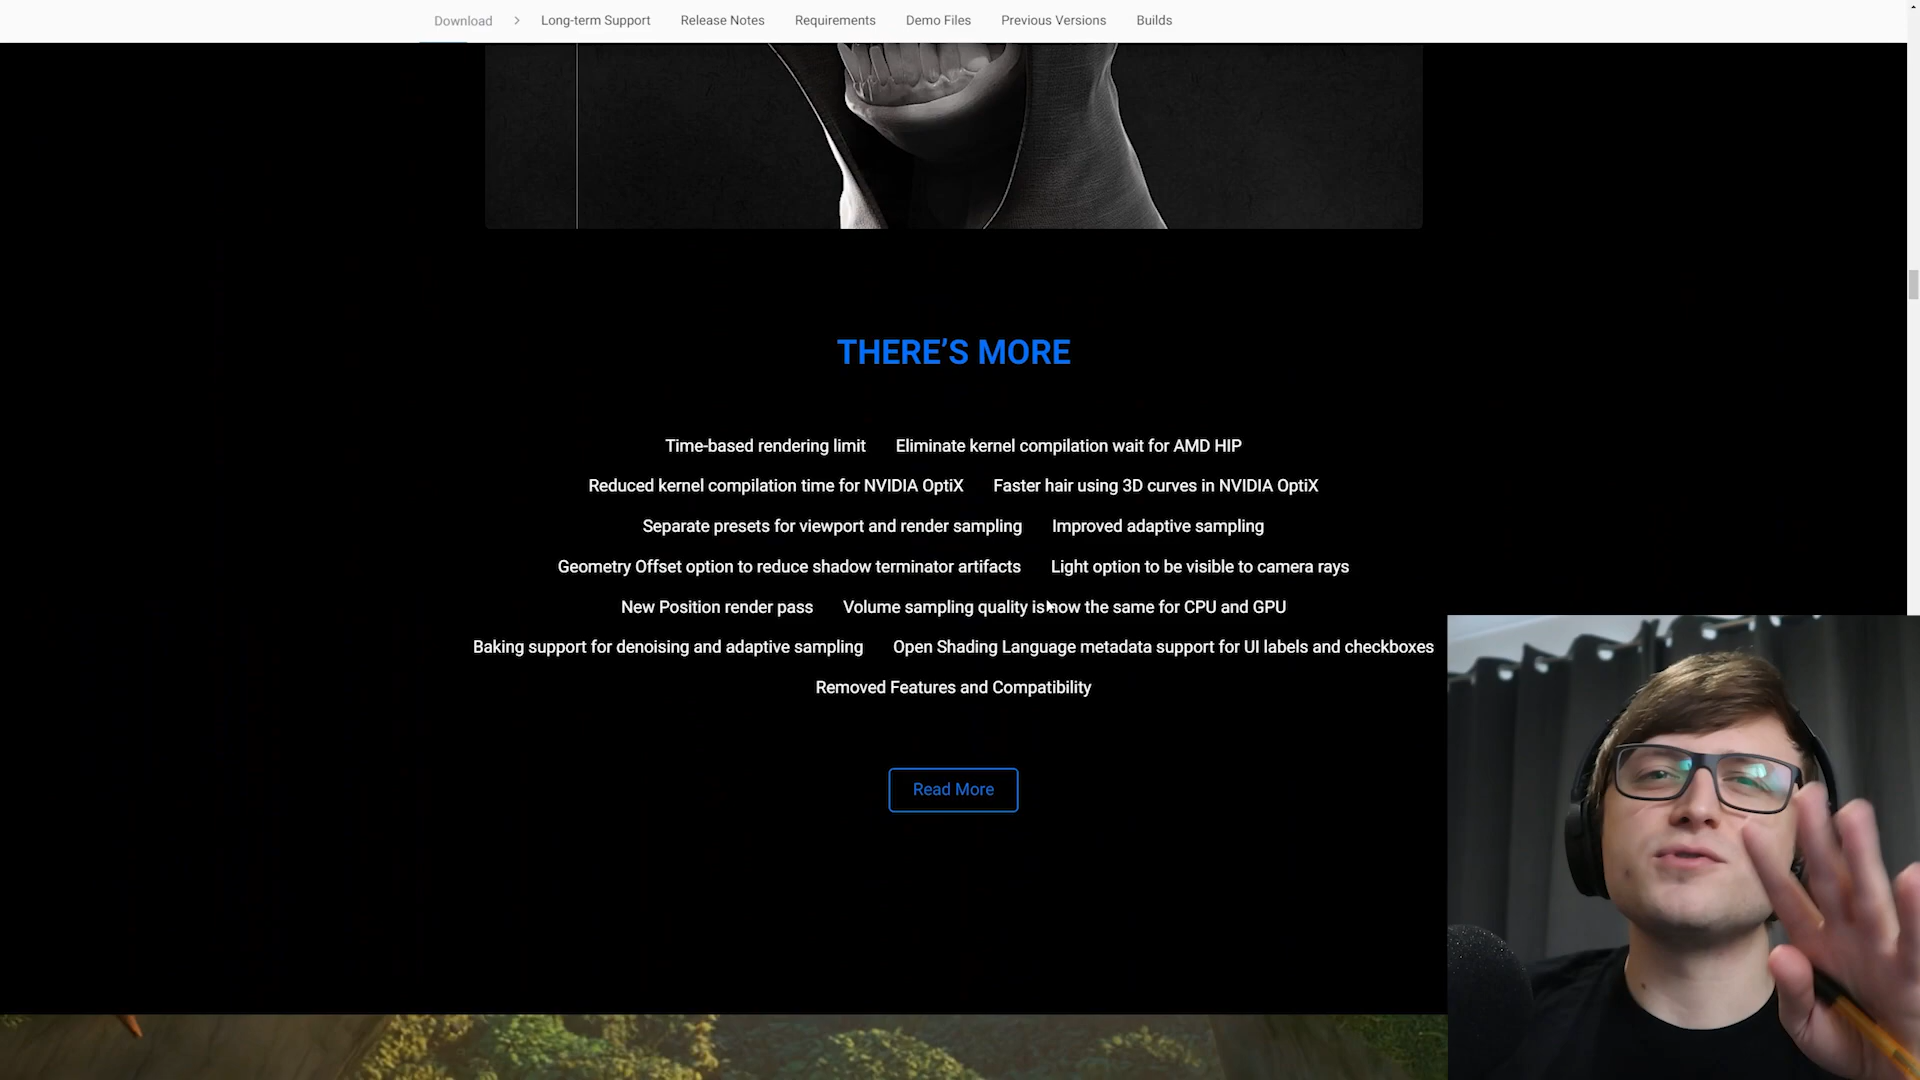 Download > Long-term Support Release Notes Requirements Demo Files Previous Versions Builds
THERE'S MORE
Time-based rendering limit Eliminate kernel compilation wait for AMD HIP
Reduced kernel compilation time for NVIDIA OptiX Faster hair using 3D curves in NVIDIA OptiX
Separate presets for viewport and render sampling Improved adaptive sampling
Geometry Offset option to reduce shadow terminator artifacts Light option to be visible to camera rays
New Position render pass Volume sampling quality is now the same for CPU and GPU
Baking support for denoising and adaptive sampling Open Shading Language metadata support for UI labels and checkboxes
Removed Features and Compatibility
Read More